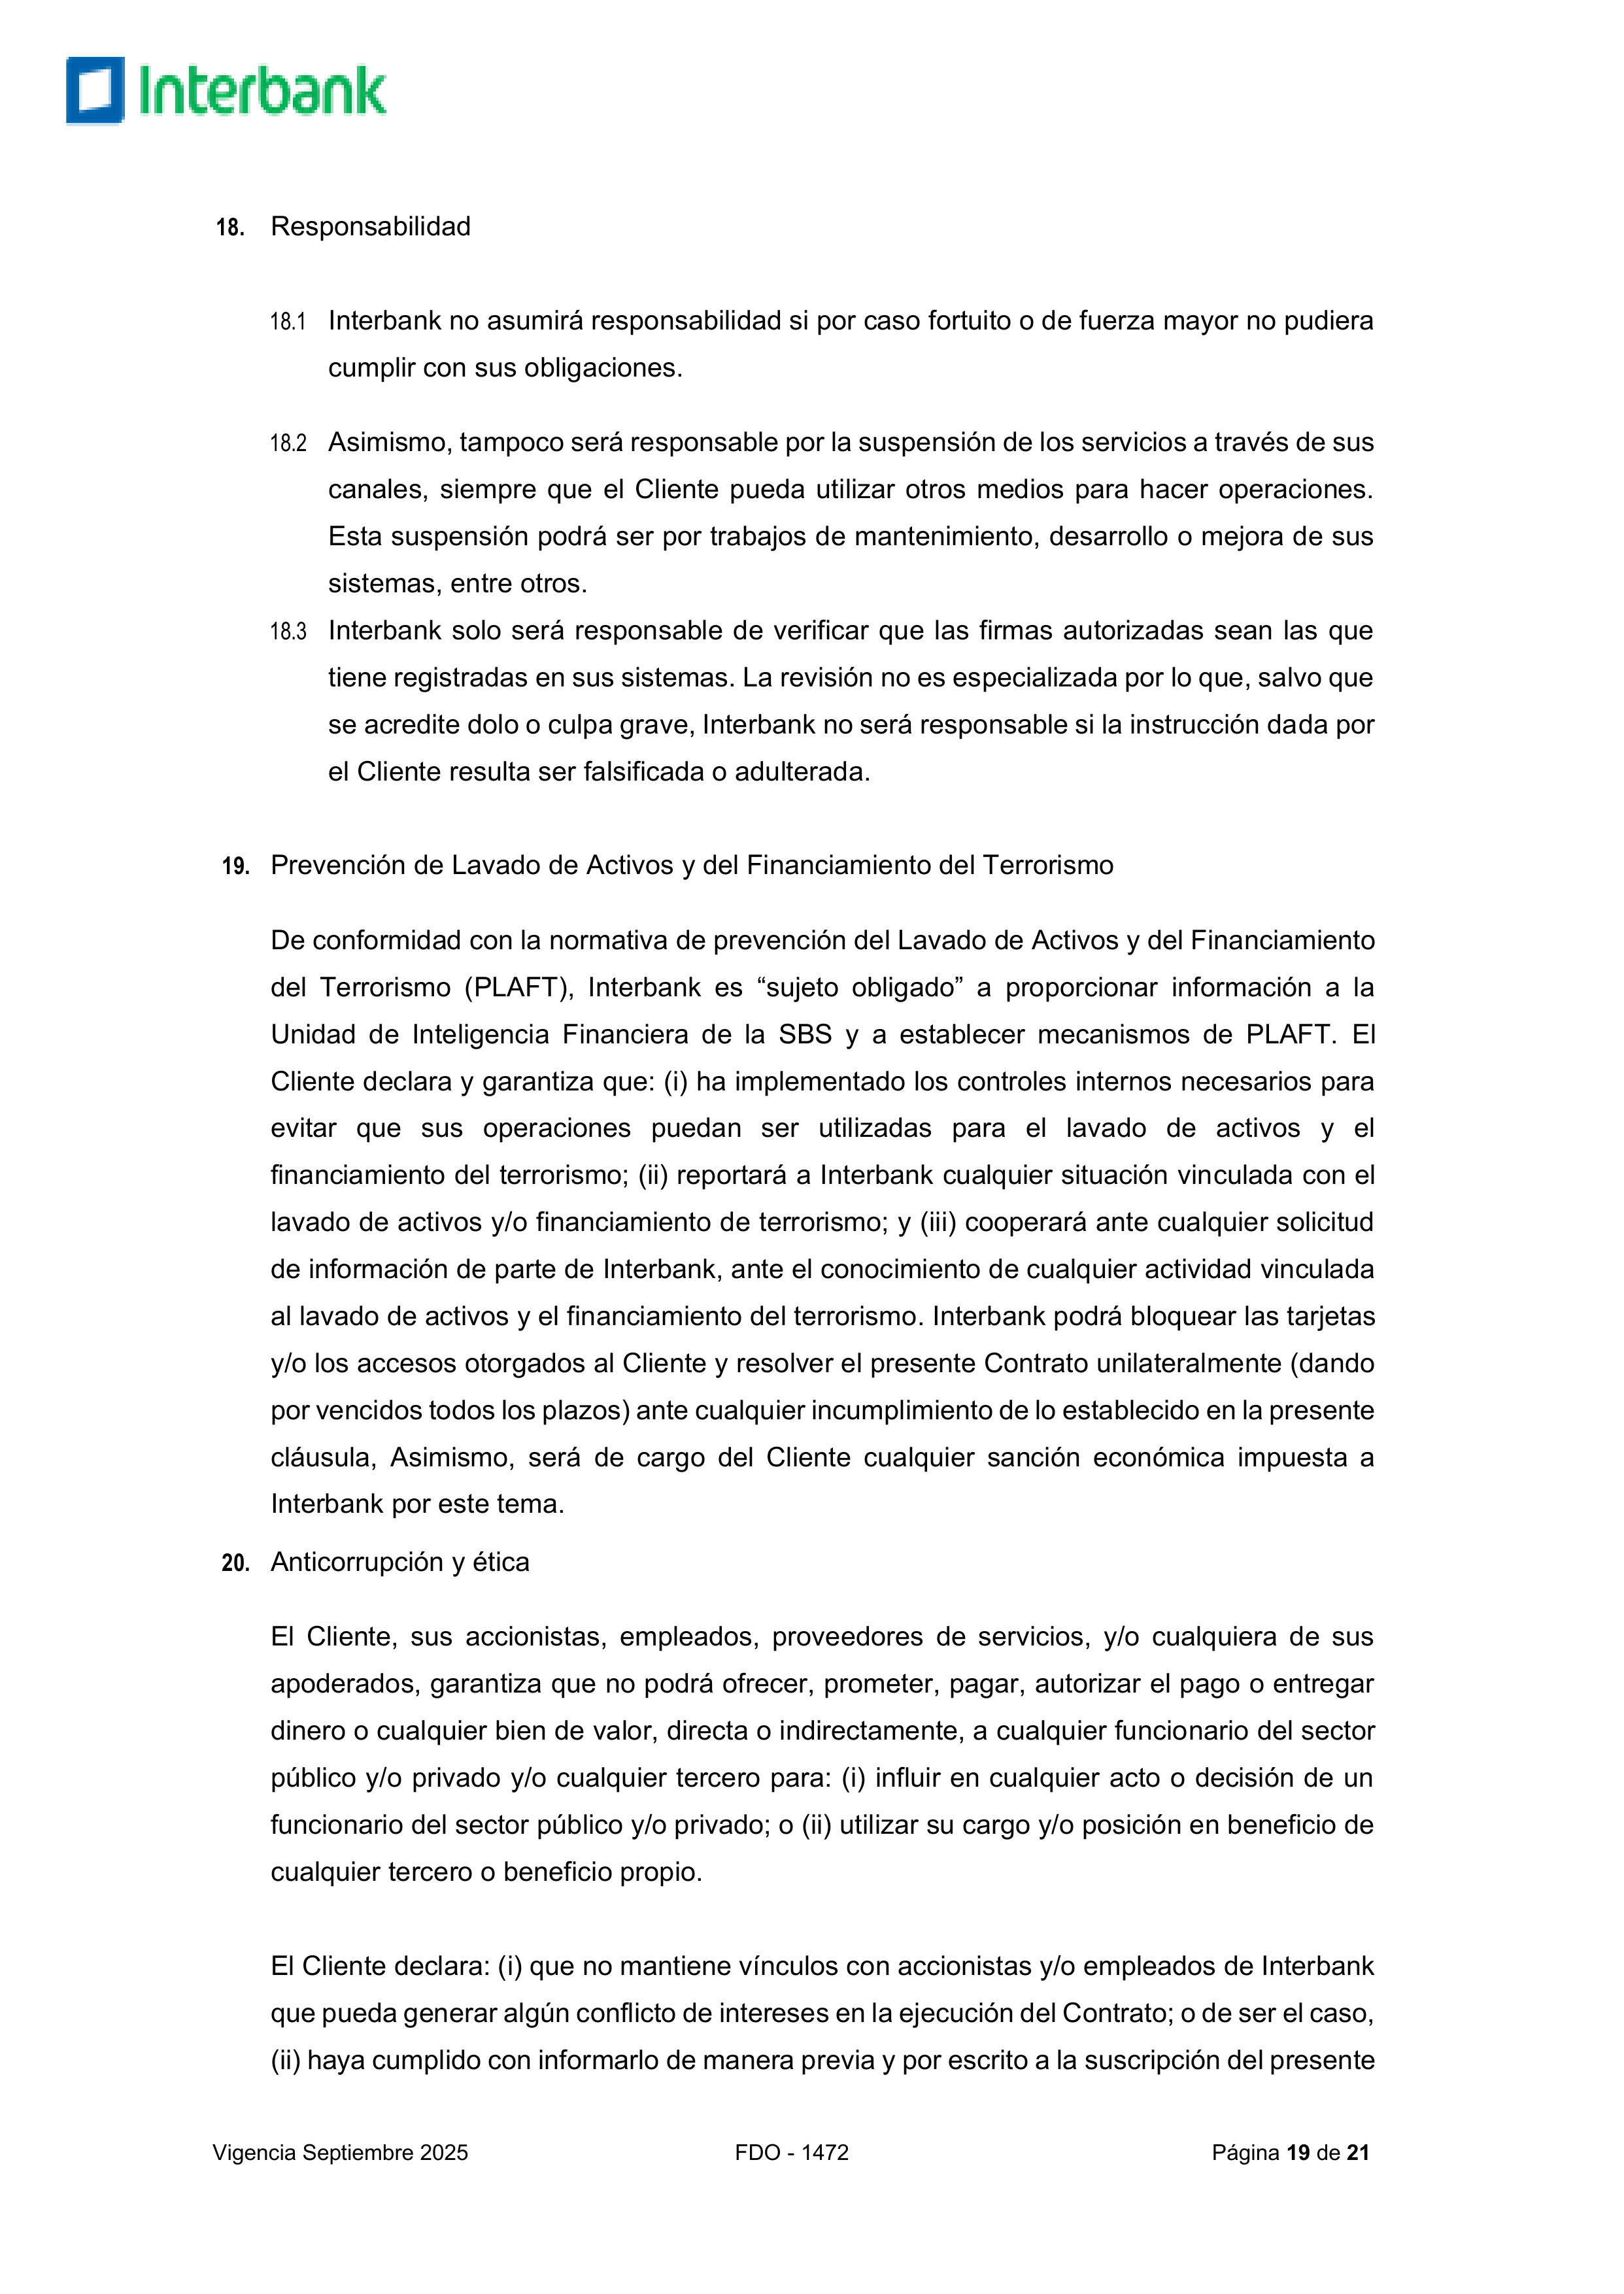 Interbank
18. Responsabilidad
18.1 Interbank no asumirá responsabilidad si por caso fortuito o de fuerza mayor no pudiera
cumplir con sus obligaciones.
18.2 Asimismo, tampoco será responsable por la suspensión de los servicios a través de sus
canales, siempre que el Cliente pueda utilizar otros medios para hacer operaciones.
Esta suspensión podrá ser por trabajos de mantenimiento, desarrollo o mejora de sus
sistemas, entre otros.
18.3 Interbank solo será responsable de verificar que las firmas autorizadas sean las que
tiene registradas en sus sistemas. La revisión no es especializada por lo que, salvo que
se acredite dolo o culpa grave, Interbank no será responsable si la instrucción dada por
el Cliente resulta ser falsificada o adulterada.
19. Prevención de Lavado de Activos y del Financiamiento del Terrorismo
De conformidad con la normativa de prevención del Lavado de Activos y del Financiamiento
del Terrorismo (PLAFT), Interbank es “sujeto obligado” a proporcionar información a la
Unidad de Inteligencia Financiera de la SBS y a establecer mecanismos de PLAFT. El
Cliente declara y garantiza que: (i) ha implementado los controles internos necesarios para
evitar que sus operaciones puedan ser utilizadas para el lavado de activos y el
financiamiento del terrorismo; (ii) reportará a Interbank cualquier situación vinculada con el
lavado de activos y/o financiamiento de terrorismo; y (iii) cooperará ante cualquier solicitud
de información de parte de Interbank, ante el conocimiento de cualquier actividad vinculada
al lavado de activos y el financiamiento del terrorismo. Interbank podrá bloquear las tarjetas
y/o los accesos otorgados al Cliente y resolver el presente Contrato unilateralmente (dando
por vencidos todos los plazos) ante cualquier incumplimiento de lo establecido en la presente
cláusula, Asimismo, será de cargo del Cliente cualquier sanción económica impuesta a
Interbank por este tema.
20. Anticorrupción y ética
El Cliente, sus accionistas, empleados, proveedores de servicios, y/o cualquiera de sus
apoderados, garantiza que no podrá ofrecer, prometer, pagar, autorizar el pago o entregar
dinero o cualquier bien de valor, directa o indirectamente, a cualquier funcionario del sector
público y/o privado y/o cualquier tercero para: (i) influir en cualquier acto o decisión de un
funcionario del sector público y/o privado; o (ii) utilizar su cargo y/o posición en beneficio de
cualquier tercero o beneficio propio.
El Cliente declara: (i) que no mantiene vínculos con accionistas y/o empleados de Interbank
que pueda generar algún conflicto de intereses en la ejecución del Contrato; o de ser el caso,
(ii) haya cumplido con informarlo de manera previa y por escrito a la suscripción del presente
Vigencia Septiembre 2025 FDO - 1472 Página 19 de 21